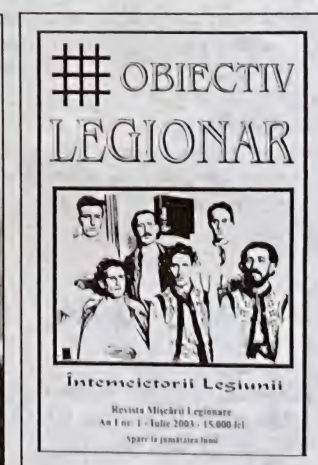 OBIECTIV
LEGIONAR
Întemeietorii Legiunii
Revista Mişcării Legionare
An I nr. 1 - Iulie 2003 - 15.000 lei
Apare la jumătatea lunii